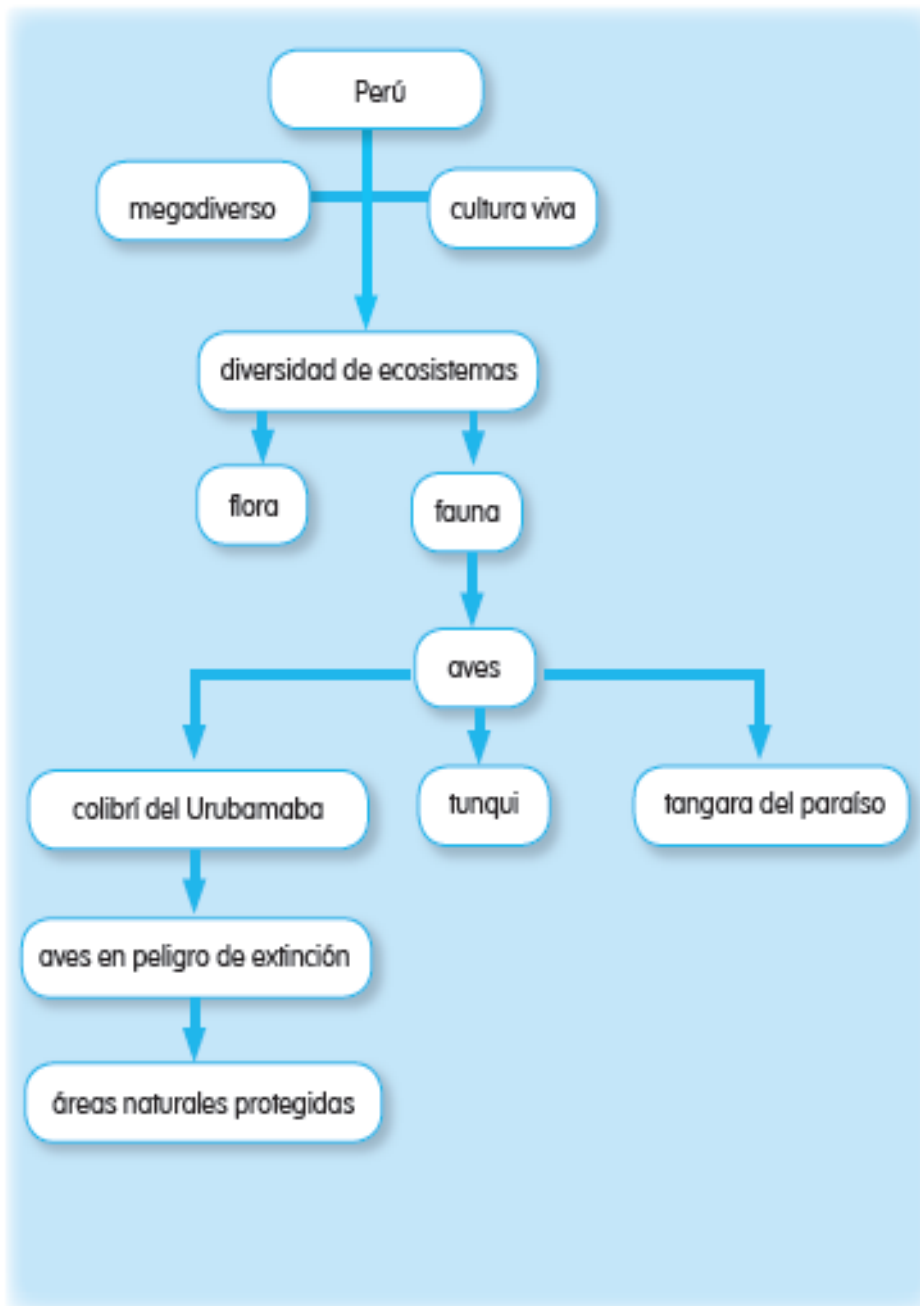 Perú
megadiverso
cultura viva
diversidad de ecosistemas
flora
fauna
aves
colibrí del Urubamaba
tunqui
tangara del paraíso
aves en peligro de extinción
áreas naturales protegidas